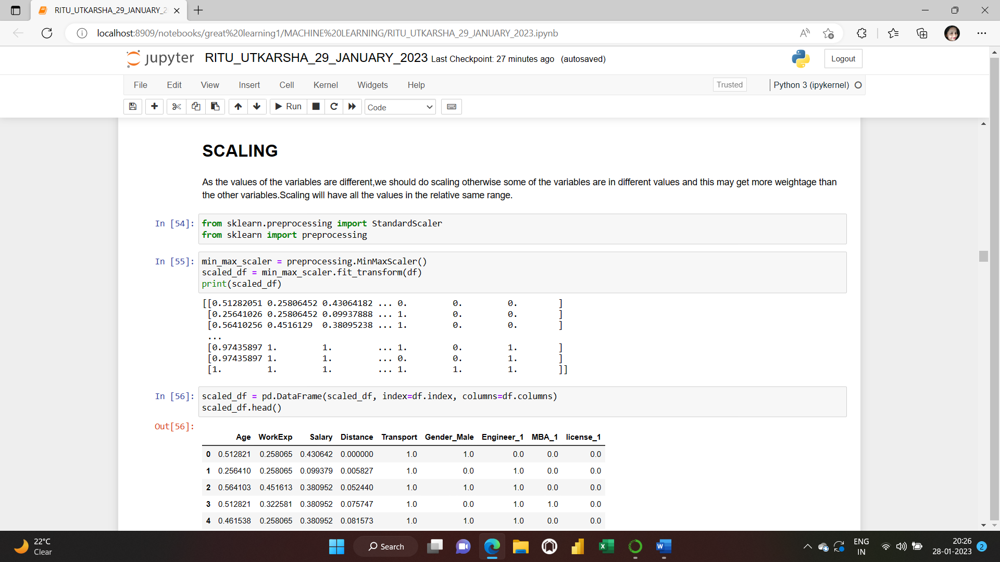 RITU_UTKARSHA_29_JANUARY_2
localhost:8909/notebooks/great%20learning1/MACHINE%20LEARNING/RITU_UTKARSHA_29_JANUARY_2023.ipynb
jupyter RITU_UTKARSHA_29_JANUARY_2023 Last Checkpoint: 27 minutes ago (autosaved)
Logout
File Edit View Insert Cell Kernel Widgets Help
Trusted
Python 3 (ipykernel)
Run
Code
SCALING
As the values of the variables are different,we should do scaling otherwise some of the variables are in different values and this may get more weightage than
the other variables.Scaling will have all the values in the relative same range.
In [54]: from sklearn.preprocessing import StandardScaler
from sklearn import preprocessing
In [55]: min_max_scaler = preprocessing.MinMaxScaler()
scaled_df = min_max_scaler.fit_transform(df)
print(scaled_df)
[[0.51282051 0.25806452 0.43064182 ... 0. 0. 0. ]
[0.25641026 0.25806452 0.09937888 ... 1. 0. 0. ]
[0.56410256 0.4516129 0.38095238 ... 1. 0. 0. ]
...
[0.97435897 1. 1. ... 1. 0. 1. ]
[0.97435897 1. 1. ... 0. 0. 1. ]
[1. 1. 1. ... 1. 1. 1. ]]
In [56]: scaled_df = pd.DataFrame(scaled_df, index=df.index, columns=df.columns)
scaled_df.head()
Out[56]:
Age WorkExp Salary Distance Transport Gender_Male Engineer_1 MBA_1 license_1
0 0.512821 0.258065 0.430642 0.000000 1.0 1.0 0.0 0.0 0.0
1 0.256410 0.258065 0.099379 0.005827 1.0 0.0 1.0 0.0 0.0
2 0.564103 0.451613 0.380952 0.052440 1.0 1.0 1.0 0.0 0.0
3 0.512821 0.322581 0.380952 0.075747 1.0 0.0 1.0 1.0 0.0
4 0.461538 0.258065 0.380952 0.081573 1.0 1.0 1.0 0.0 0.0
22°C
Clear
Search
ENG
IN
20:26
28-01-2023
2